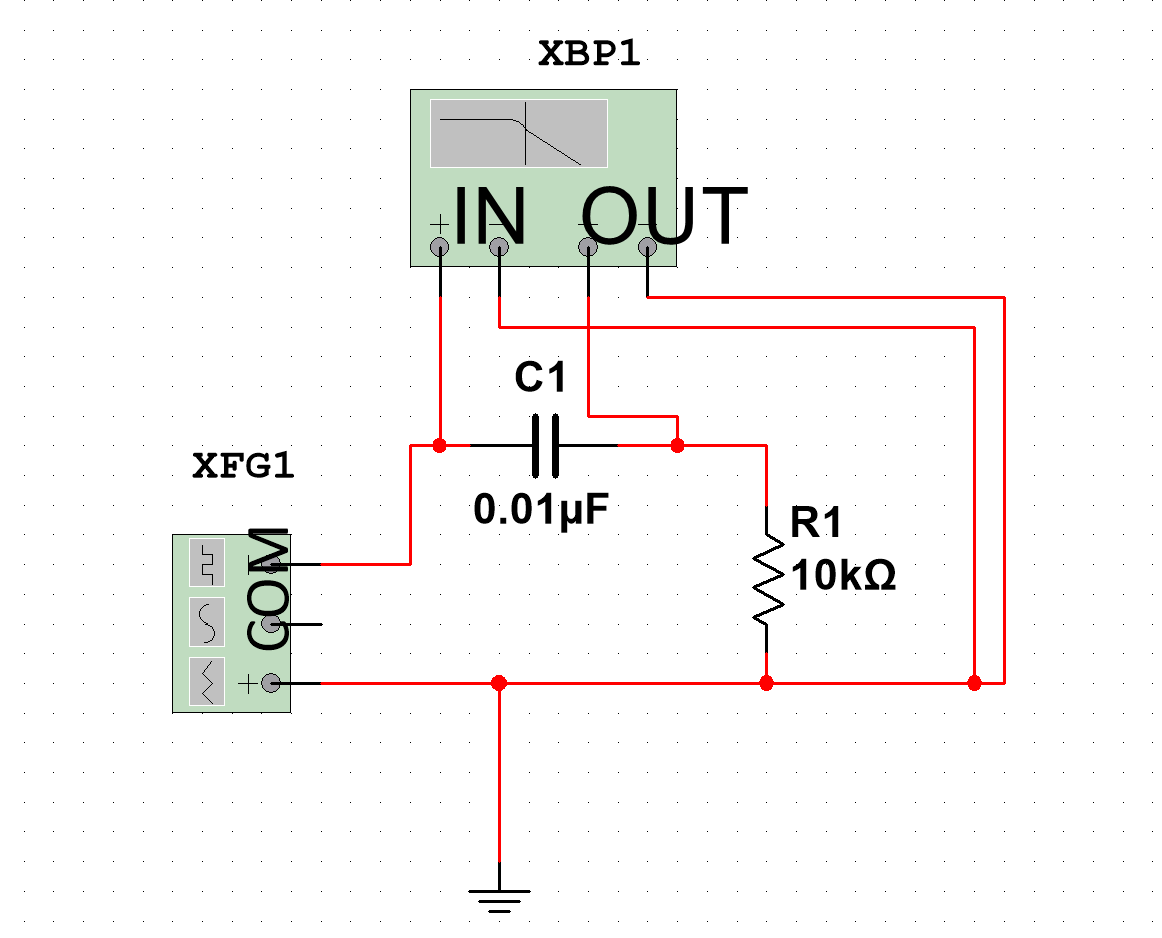 XBP1
IN OUT
C1
0.01µF
XFG1
COM
R1
10kΩ